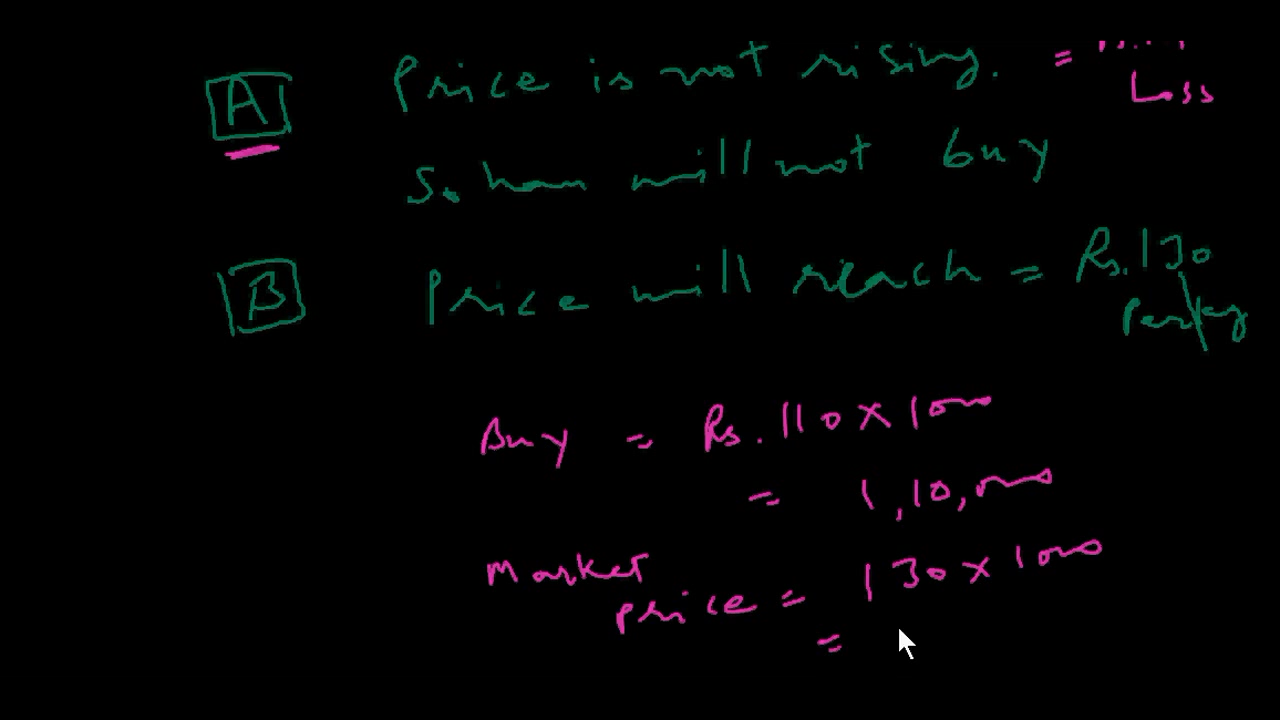 A Price is not rising. =
Loss
Sohan will not buy
B Price will reach = Rs.130
Per kg
Buy = Rs.110 x 1000
= 1,10,000
Market
Price = 130 x 1000
=